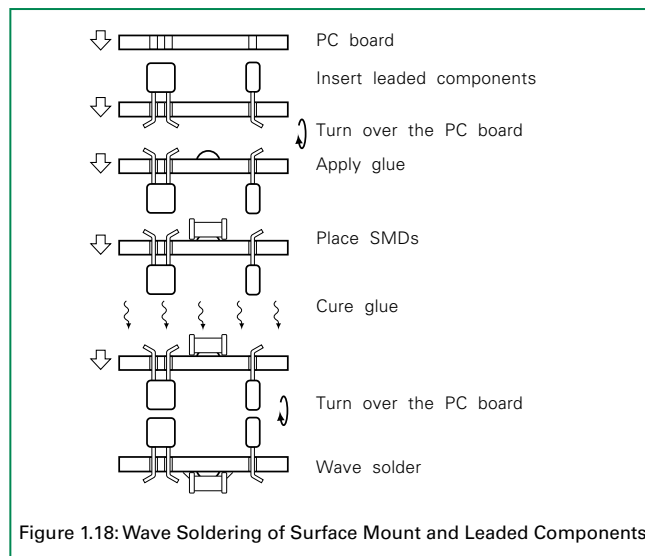 PC board
Insert leaded components
Turn over the PC board
Apply glue
Place SMDs
Cure glue
Turn over the PC board
Wave solder
Figure 1.18: Wave Soldering of Surface Mount and Leaded Components